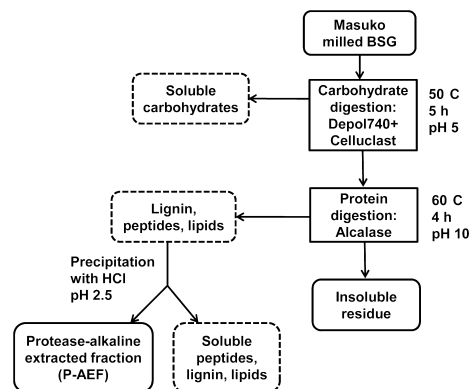 Masuko
milled BSG
Soluble
carbohydrates
Carbohydrate
digestion:
Depol740+
Celluclast
50 C
5 h
pH 5
Lignin,
peptides, lipids
Protein
digestion:
Alcalase
60 C
4 h
pH 10
Precipitation
with HCl
pH 2.5
Insoluble
residue
Protease-alkaline
extracted fraction
(P-AEF)
Soluble
peptides,
lignin, lipids